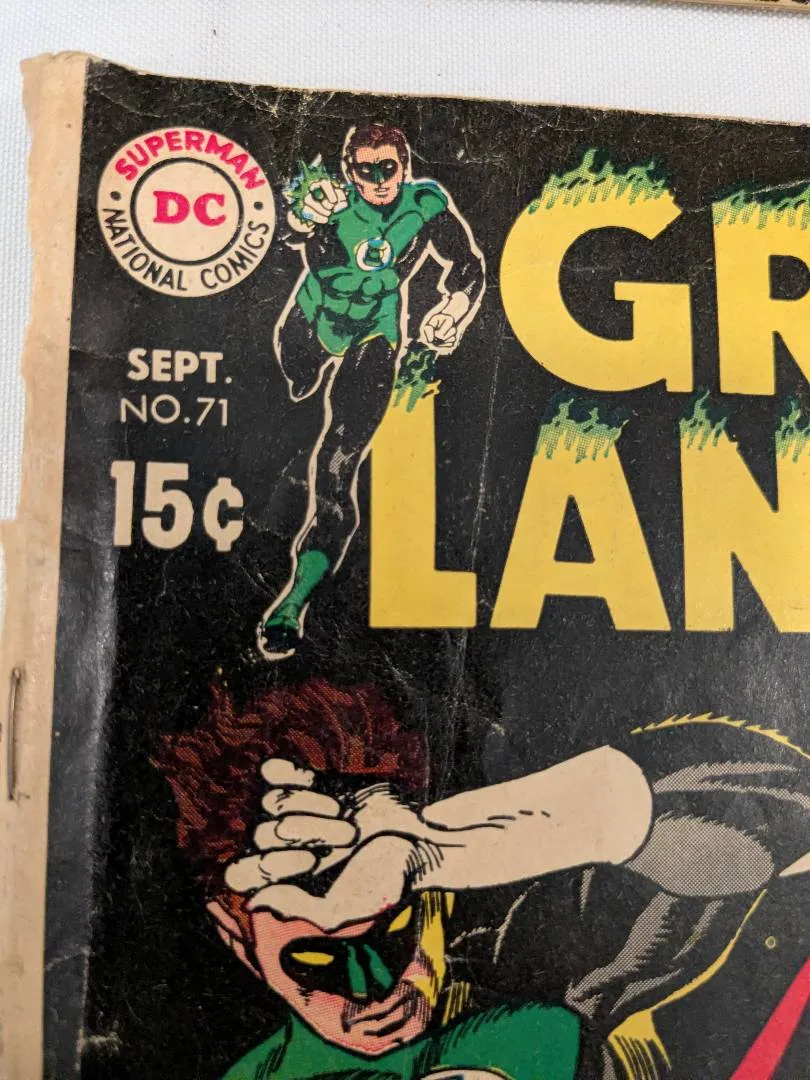 SUPERMAN
DC
NATIONAL COMICS
SEPT.
NO.71
15¢
GR
LAN